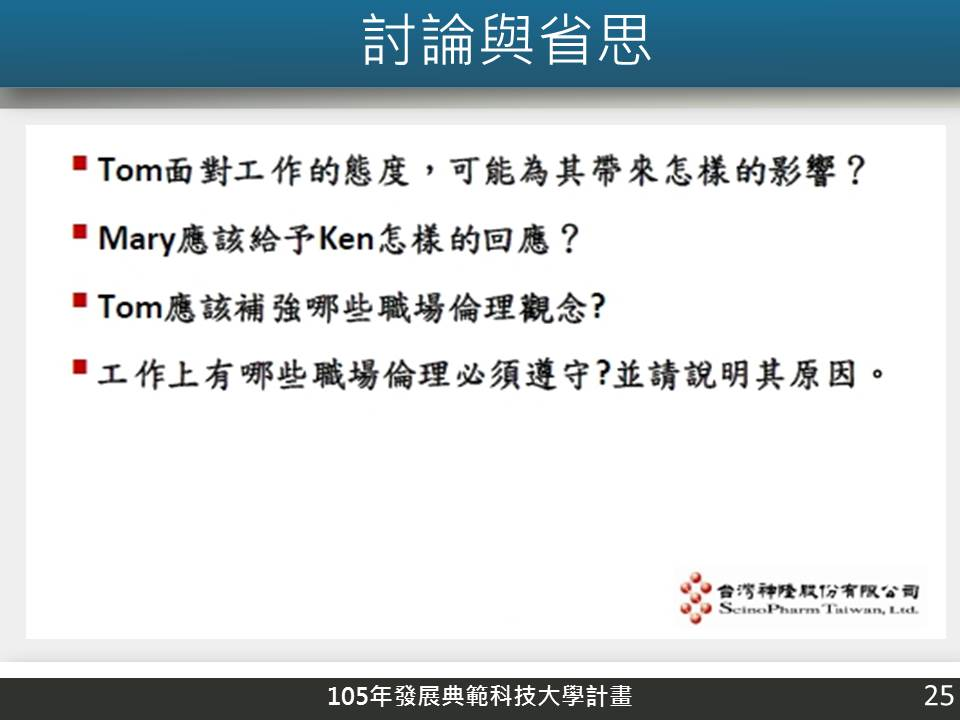 討論與省思
Tom面對工作的態度，可能為其帶來怎樣的影響？
Mary應該給予Ken怎樣的回應？
Tom應該補強哪些職場倫理觀念?
工作上有哪些職場倫理必須遵守?並請說明其原因。
台灣神隆股份有限公司
ScinoPharm Taiwan, Ltd.
105年發展典範科技大學計畫
25